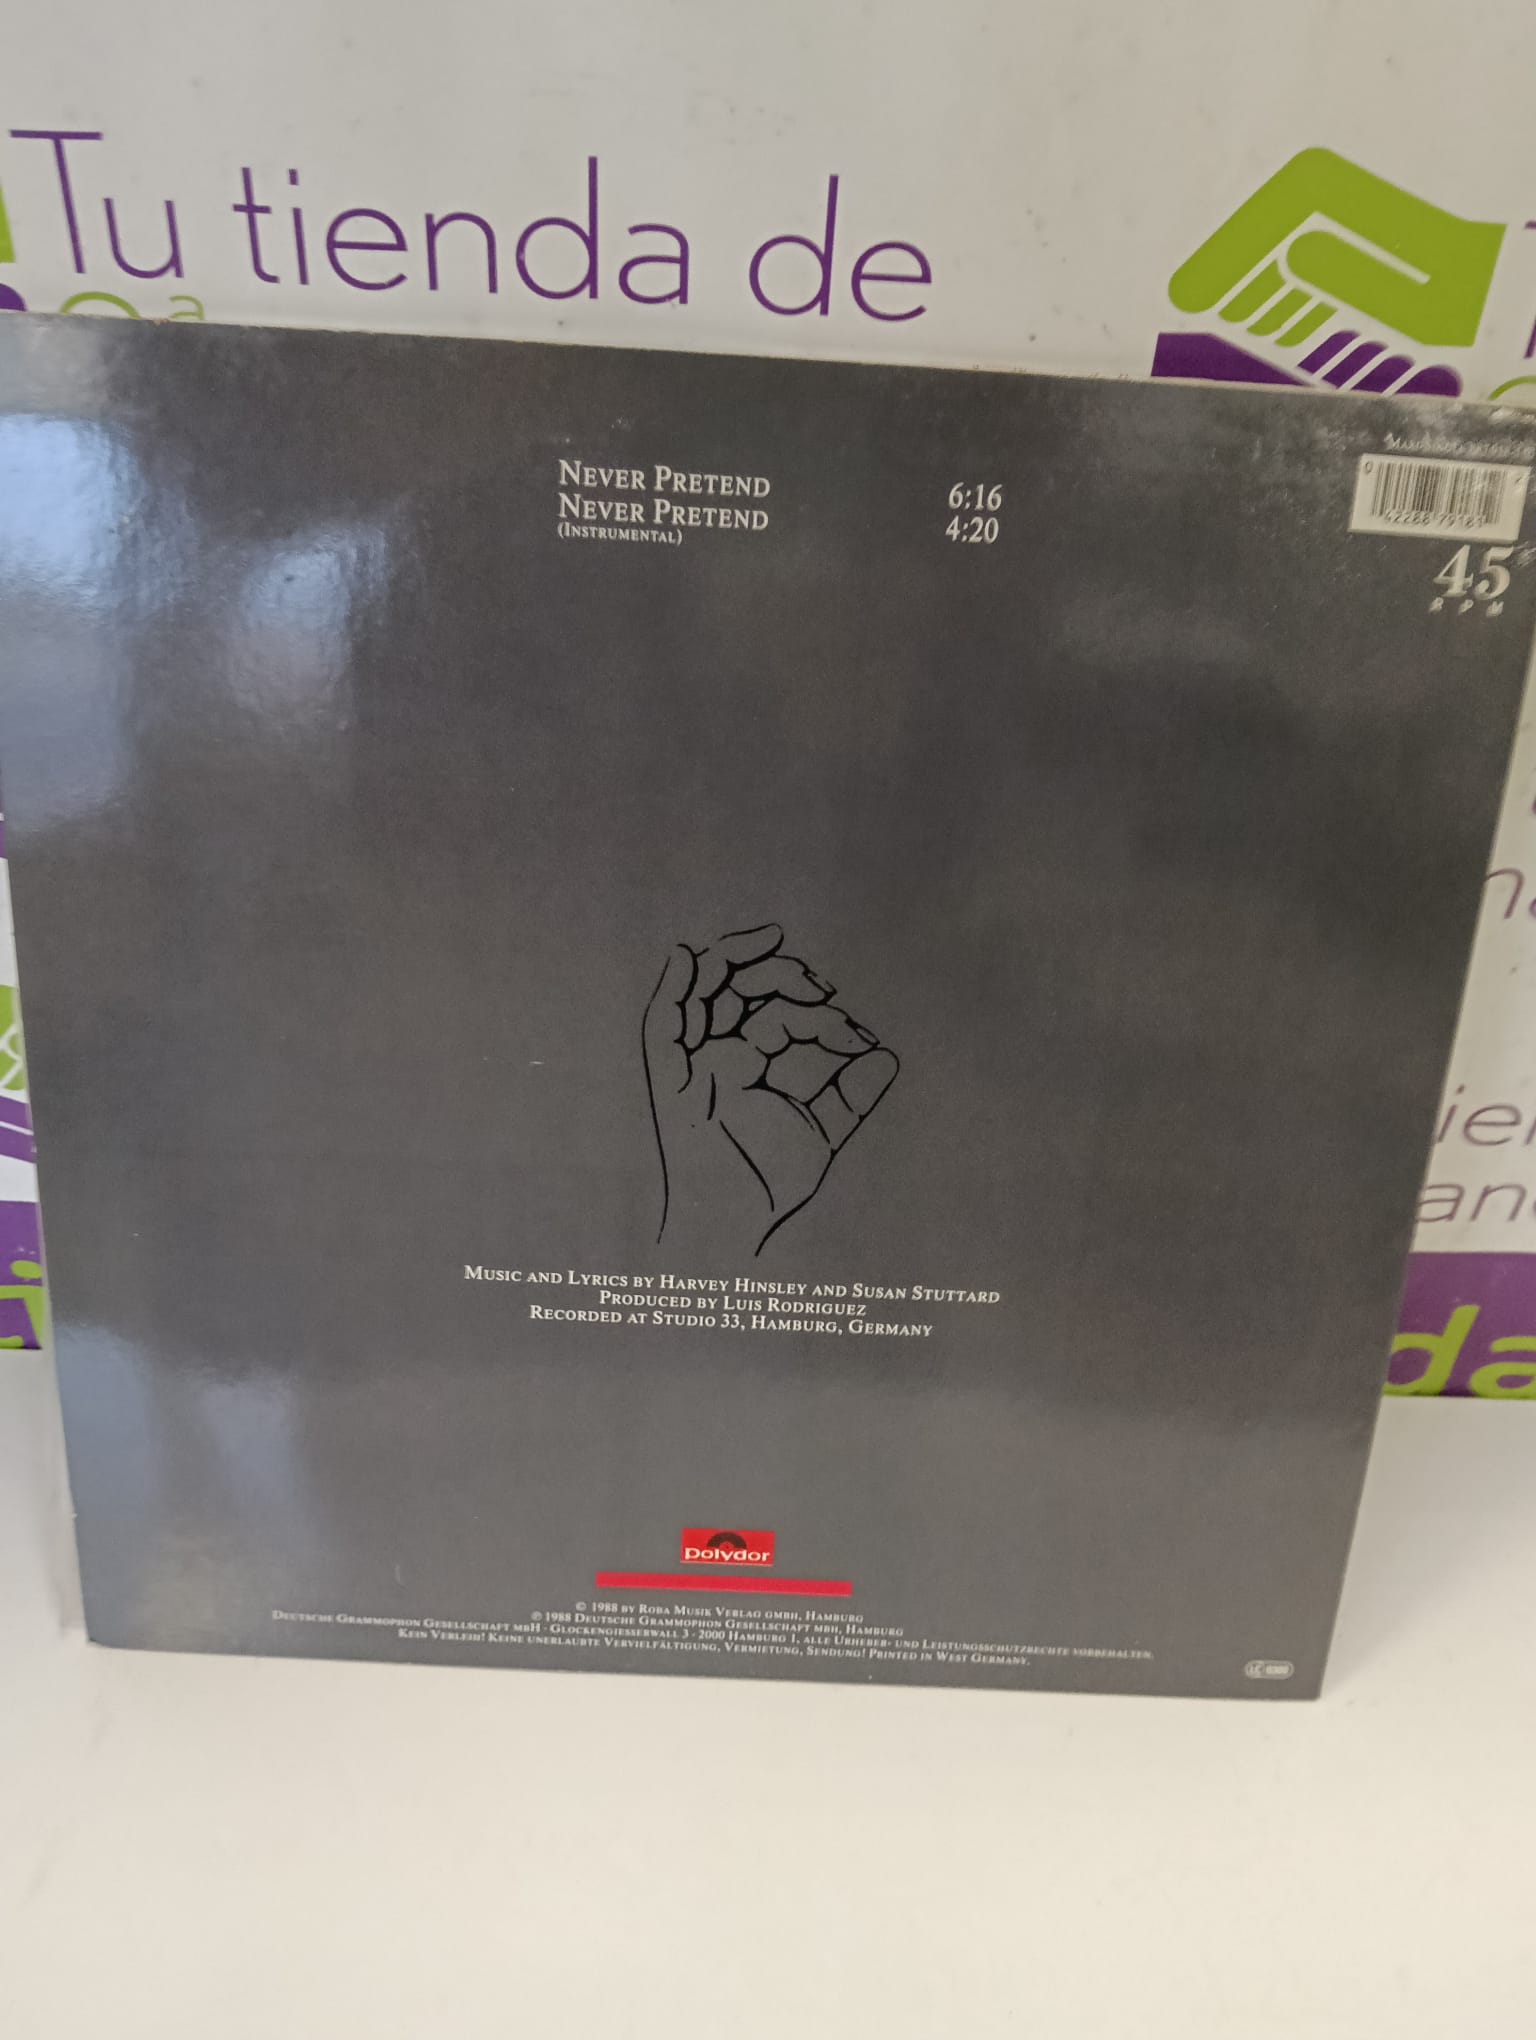 Tu tienda de
2ª
NEVER PRETEND 6:16
NEVER PRETEND 4:20
(INSTRUMENTAL)
45
RPM
MUSIC AND LYRICS BY HARVEY HINSLEY AND SUSAN STUTTARD
PRODUCED BY LUIS RODRIGUEZ
RECORDED AT STUDIO 33, HAMBURG, GERMANY
polydor
© 1988 BY ROBA MUSIK VERLAG GMBH, HAMBURG
℗ 1988 DEUTSCHE GRAMMOPHON GESELLSCHAFT MBH, HAMBURG
DEUTSCHE GRAMMOPHON GESELLSCHAFT MBH · GLOCKENGIESSERWALL 3 · 2000 HAMBURG 1, ALLE URHEBER- UND LEISTUNGSSCHUTZRECHTE VORBEHALTEN.
KEIN VERLEIH! KEINE UNERLAUBTE VERVIELFÄLTIGUNG, VERMIETUNG, SENDUNG! PRINTED IN WEST GERMANY.